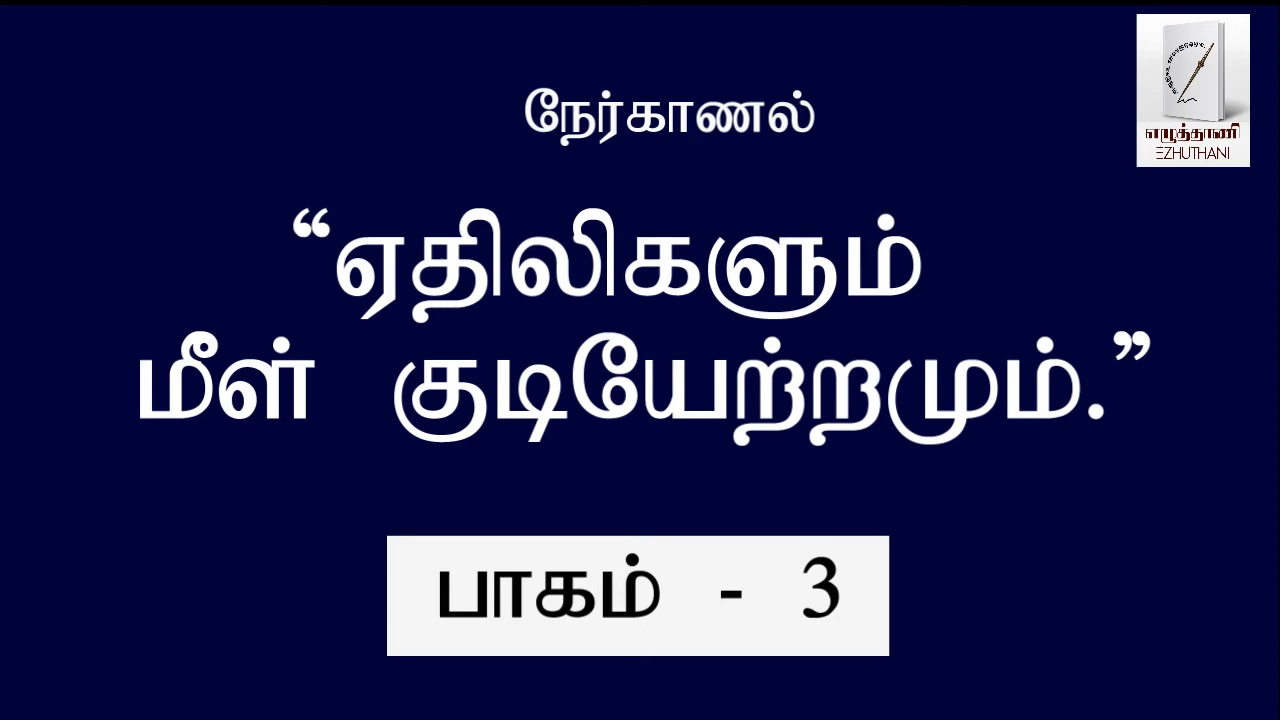 நேர்காணல்
“ஏதிலிகளும்
மீள் குடியேற்றமும்.”
பாகம் - 3
எழுத்தாணி
EZHUTHANI